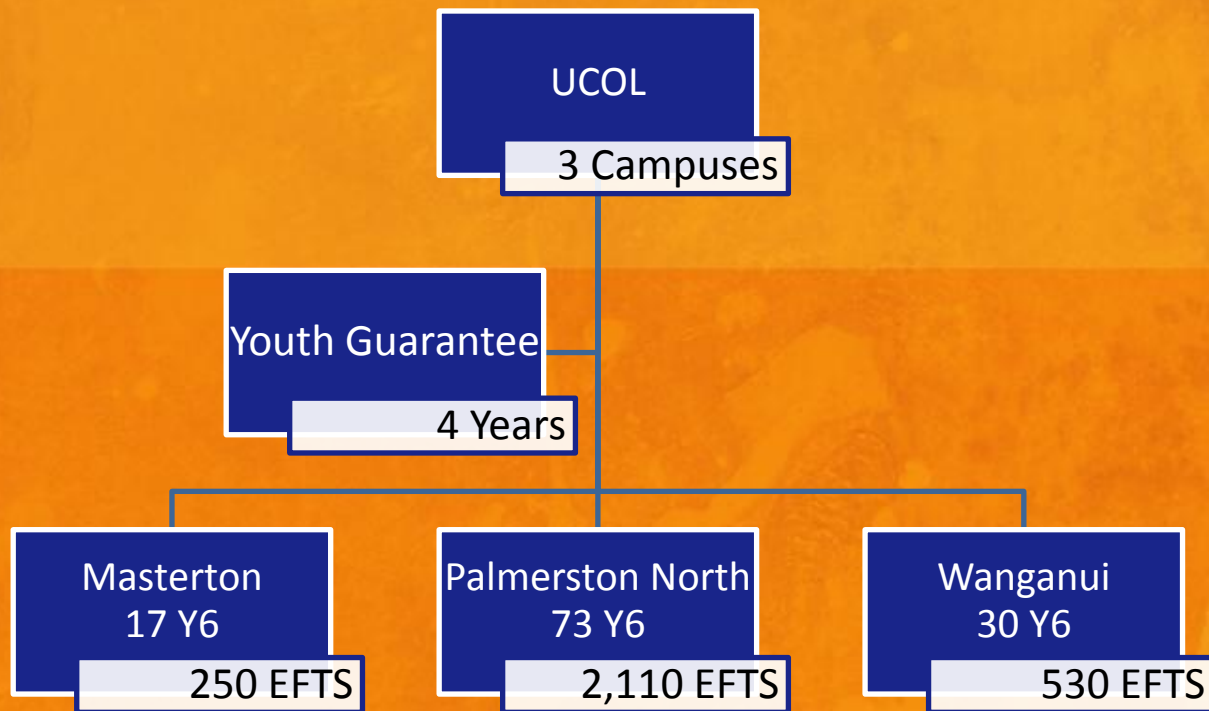 UCOL
3 Campuses
Youth Guarantee
4 Years
Masterton
17 Y6
250 EFTS
Palmerston North
73 Y6
2,110 EFTS
Wanganui
30 Y6
530 EFTS